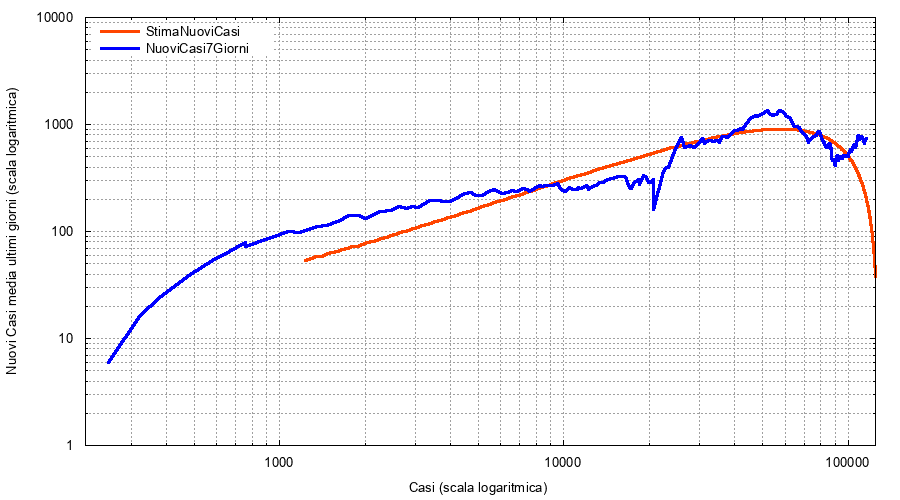 10000
1000
100
10
1
1000
10000
100000
StimaNuoviCasi
NuoviCasi7Giorni
Nuovi Casi media ultimi giorni (scala logaritmica)
Casi (scala logaritmica)